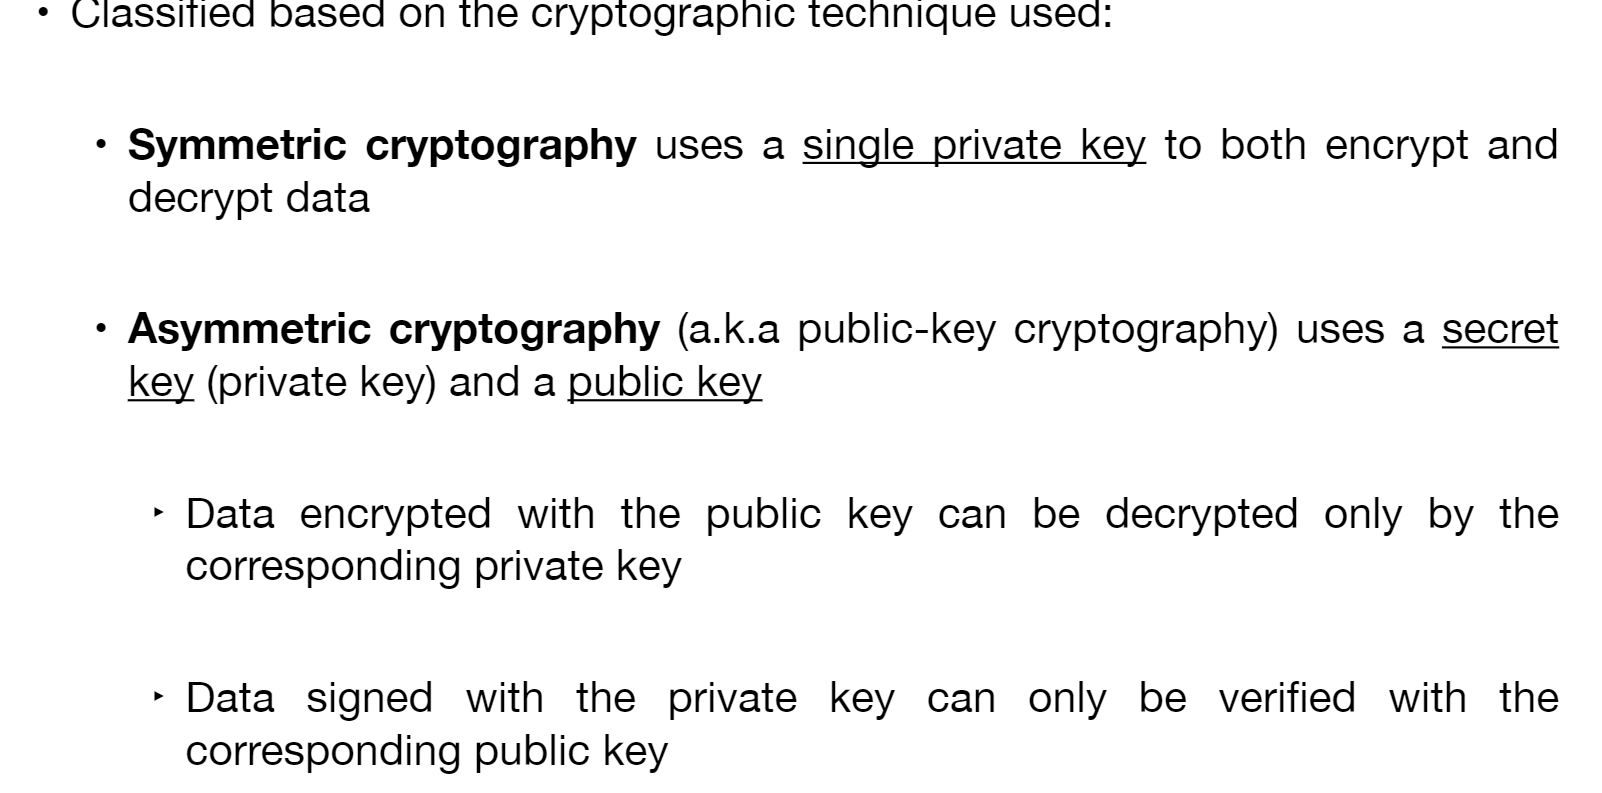 • Classified based on the cryptographic technique used:
• Symmetric cryptography uses a single private key to both encrypt and
decrypt data
• Asymmetric cryptography (a.k.a public-key cryptography) uses a secret
key (private key) and a public key
‣ Data encrypted with the public key can be decrypted only by the
corresponding private key
‣ Data signed with the private key can only be verified with the
corresponding public key